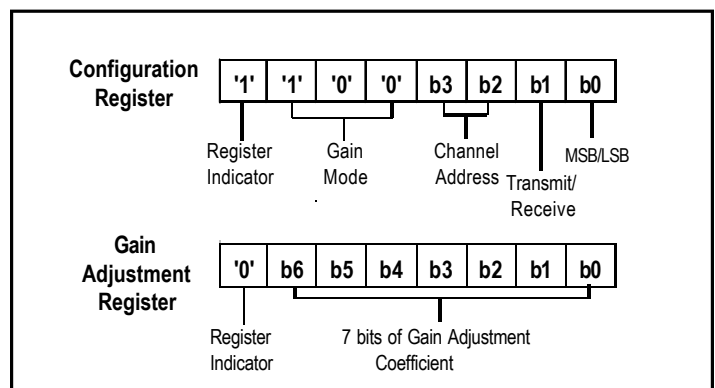 Configuration
Register
'1' '1' '0' '0' b3 b2 b1 b0
Register
Indicator
Gain
Mode
Channel
Address
Transmit/
Receive
MSB/LSB
Gain
Adjustment
Register
'0' b6 b5 b4 b3 b2 b1 b0
Register
Indicator
7 bits of Gain Adjustment
Coefficient